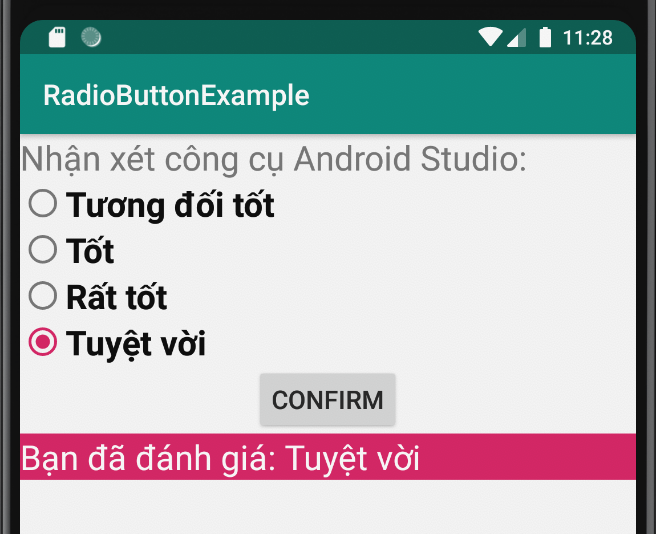 11:28
RadioButtonExample
Nhận xét công cụ Android Studio:
Tương đối tốt
Tốt
Rất tốt
Tuyệt vời
CONFIRM
Bạn đã đánh giá: Tuyệt vời